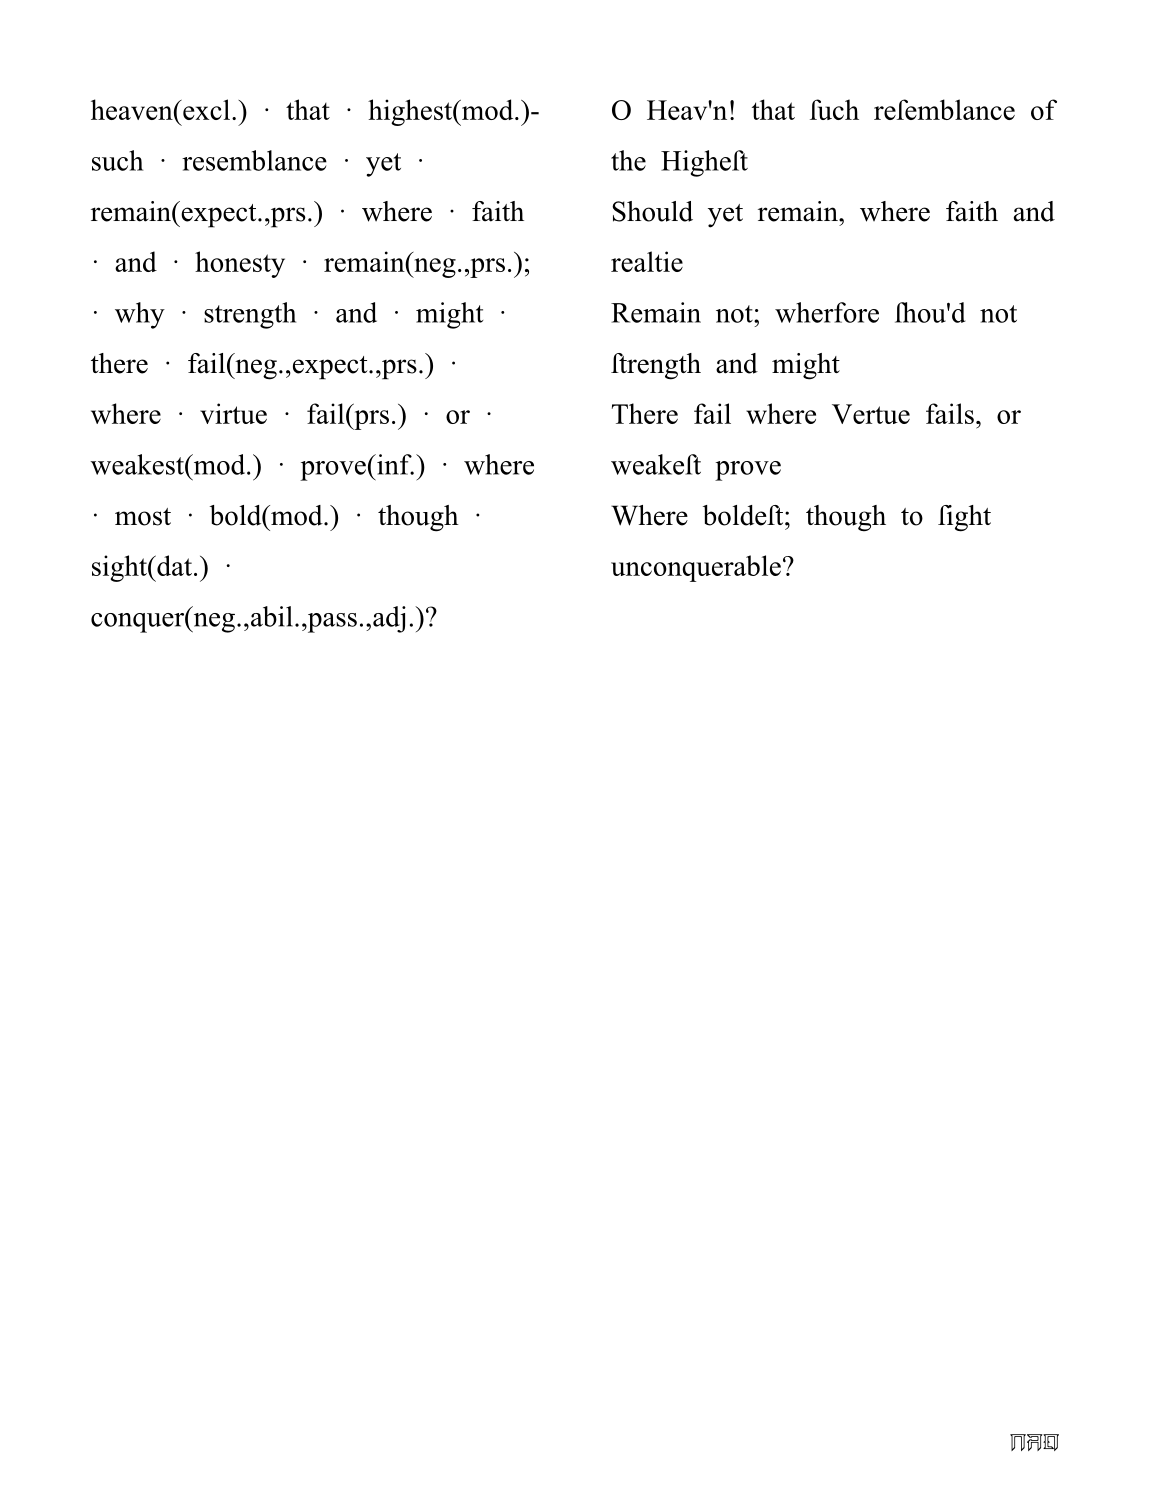 heaven(excl.) · that · highest(mod.)-
such · resemblance · yet ·
remain(expect.,prs.) · where · faith
· and · honesty · remain(neg.,prs.);
· why · strength · and · might ·
there · fail(neg.,expect.,prs.) ·
where · virtue · fail(prs.) · or ·
weakest(mod.) · prove(inf.) · where
· most · bold(mod.) · though ·
sight(dat.) ·
conquer(neg.,abil.,pass.,adj.)?
O Heav'n! that ſuch reſemblance of
the Higheſt
Should yet remain, where faith and
realtie
Remain not; wherfore ſhou'd not
ſtrength and might
There fail where Vertue fails, or
weakeſt prove
Where boldeſt; though to ſight
unconquerable?